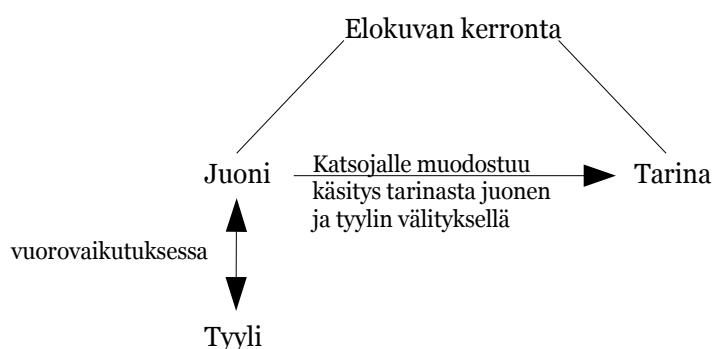 Elokuvan kerronta
Juoni
Katsojalle muodostuu
käsitys tarinasta juonen
ja tyylin välityksellä
Tarina
vuorovaikutuksessa
Tyyli